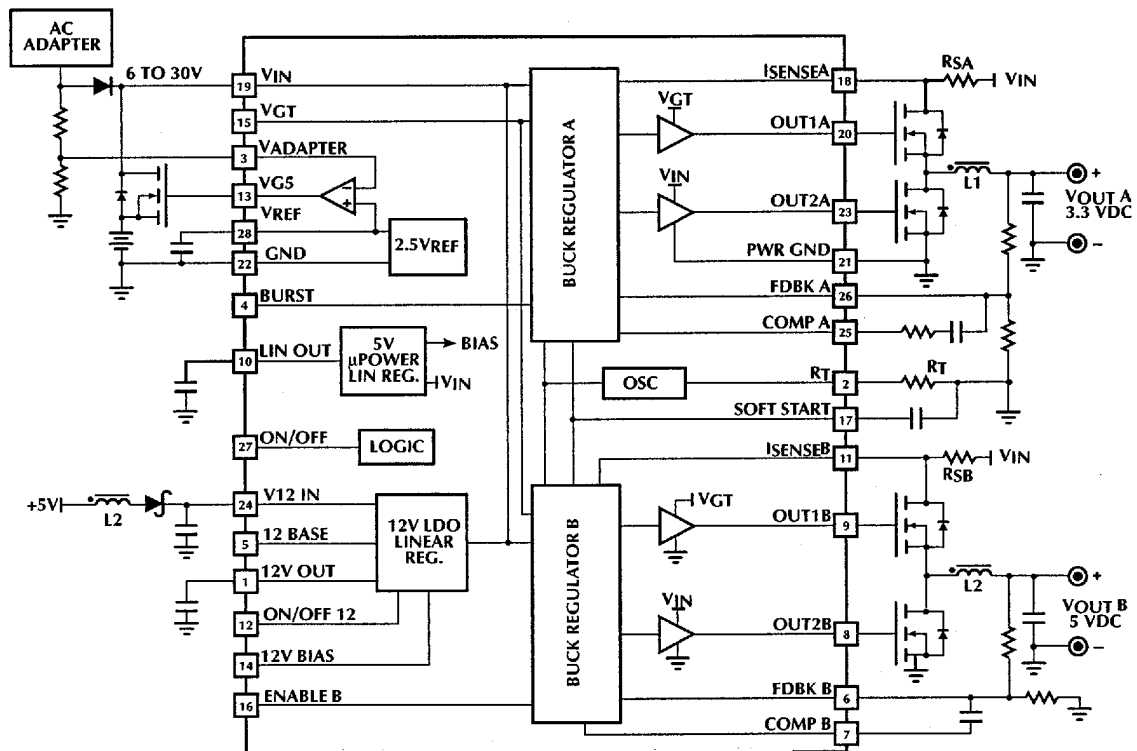 AC
ADAPTER
6 TO 30V
19
VIN
15
VGT
3
VADAPTER
13
VG5
28
VREF
22
GND
4
BURST
10
LIN OUT
27
ON/OFF
24
V12 IN
5
12 BASE
1
12V OUT
12
ON/OFF 12
14
12V BIAS
16
ENABLE B
+5V
L2
−
+
2.5VREF
5V
µPOWER
LIN REG.
BIAS
VIN
LOGIC
12V LDO
LINEAR
REG.
BUCK REGULATOR A
VGT
VIN
OSC
BUCK REGULATOR B
VGT
VIN
ISENSEA
18
OUT1A
20
OUT2A
23
PWR GND
21
FDBK A
26
COMP A
25
RT
2
SOFT START
17
ISENSEB
11
OUT1B
9
OUT2B
8
FDBK B
6
COMP B
7
RSA
VIN
L1
+
VOUT A
3.3 VDC
−
RT
RSB
VIN
L2
+
VOUT B
5 VDC
−